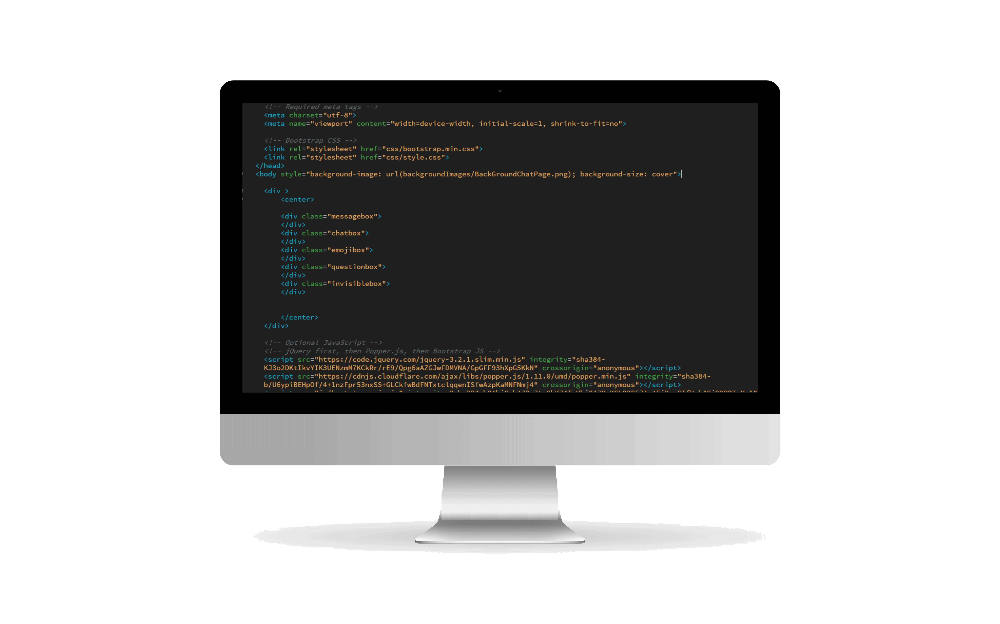 <!-- Required meta tags -->
<meta charset="utf-8">
<meta name="viewport" content="width=device-width, initial-scale=1, shrink-to-fit=no">
<!-- Bootstrap CSS -->
<link rel="stylesheet" href="css/bootstrap.min.css">
<link rel="stylesheet" href="css/style.css">
</head>
<body style="background-image: url(backgroundImages/BackGroundChatPage.png); background-size: cover">
<div >
<center>
<div class="messagebox">
</div>
<div class="chatbox">
</div>
<div class="emojibox">
</div>
<div class="questionbox">
</div>
<div class="invisiblebox">
</div>
</center>
</div>
<!-- Optional JavaScript -->
<!-- jQuery first, then Popper.js, then Bootstrap JS -->
<script src="https://code.jquery.com/jquery-3.2.1.slim.min.js" integrity="sha384-
KJ3o2DKtIkvYIK3UENzmM7KCkRr/rE9/Qpg6aAZGJwFDMVNA/GpGFF93hXpG5KkN" crossorigin="anonymous"></script>
<script src="https://cdnjs.cloudflare.com/ajax/libs/popper.js/1.11.0/umd/popper.min.js" integrity="sha384-
b/U6ypiBEHpOf/4+1nzFpr53nxSS+GLCkfwBdFNTxtclqqenISfwAzpKaMNFNmj4" crossorigin="anonymous"></script>
<script src="js/bootstrap.min.js"